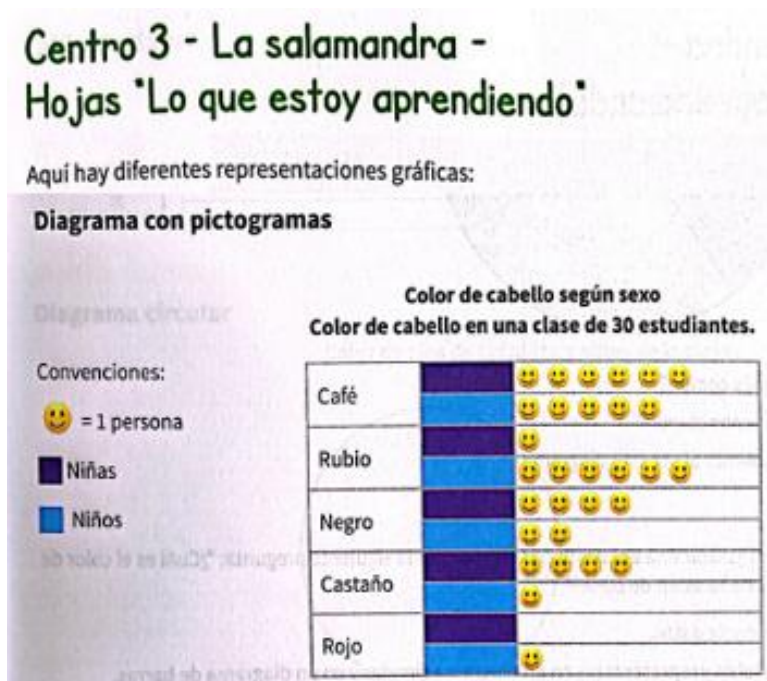 Centro 3 - La salamandra -
Hojas "Lo que estoy aprendiendo"
Aquí hay diferentes representaciones gráficas:
Diagrama con pictogramas
Diagrama circular
Color de cabello según sexo
Color de cabello en una clase de 30 estudiantes.
Convenciones:
= 1 persona
Niñas
Niños
Café
Rubio
Negro
Castaño
Rojo